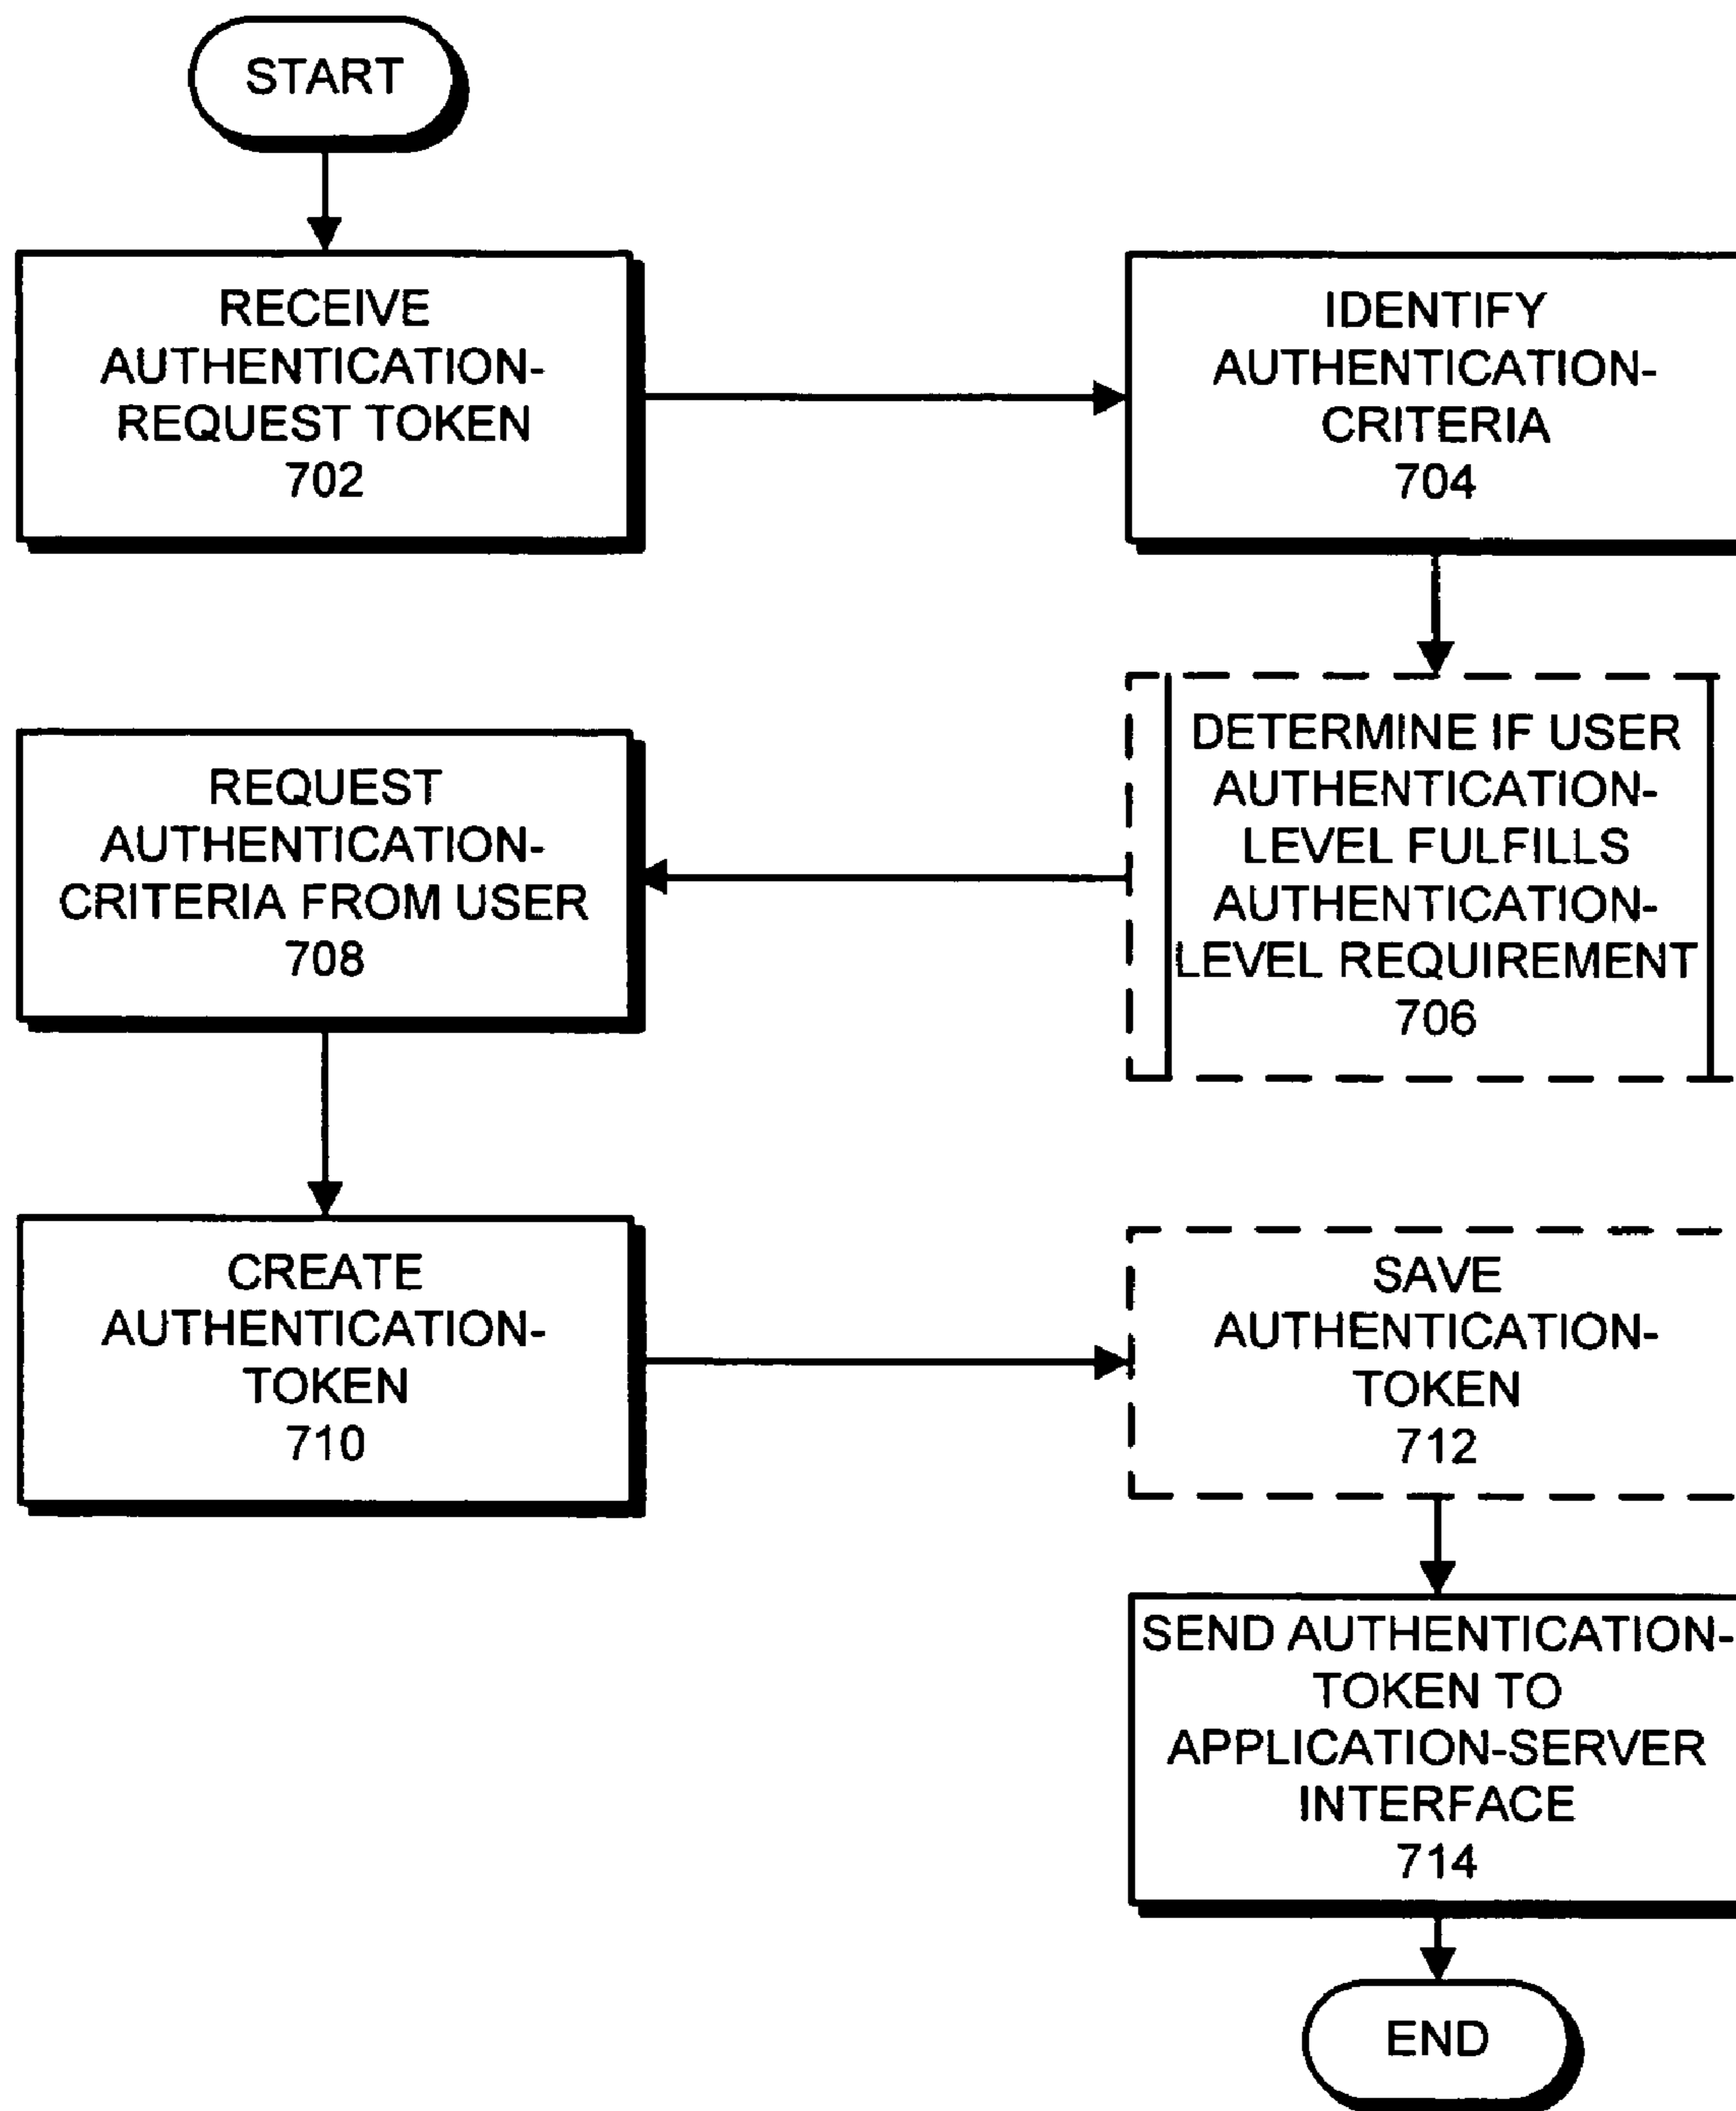 START
RECEIVE
AUTHENTICATION-
REQUEST TOKEN
702
IDENTIFY
AUTHENTICATION-
CRITERIA
704
DETERMINE IF USER
AUTHENTICATION-
LEVEL FULFILLS
AUTHENTICATION-
LEVEL REQUIREMENT
706
REQUEST
AUTHENTICATION-
CRITERIA FROM USER
708
CREATE
AUTHENTICATION-
TOKEN
710
SAVE
AUTHENTICATION-
TOKEN
712
SEND AUTHENTICATION-
TOKEN TO
APPLICATION-SERVER
INTERFACE
714
END